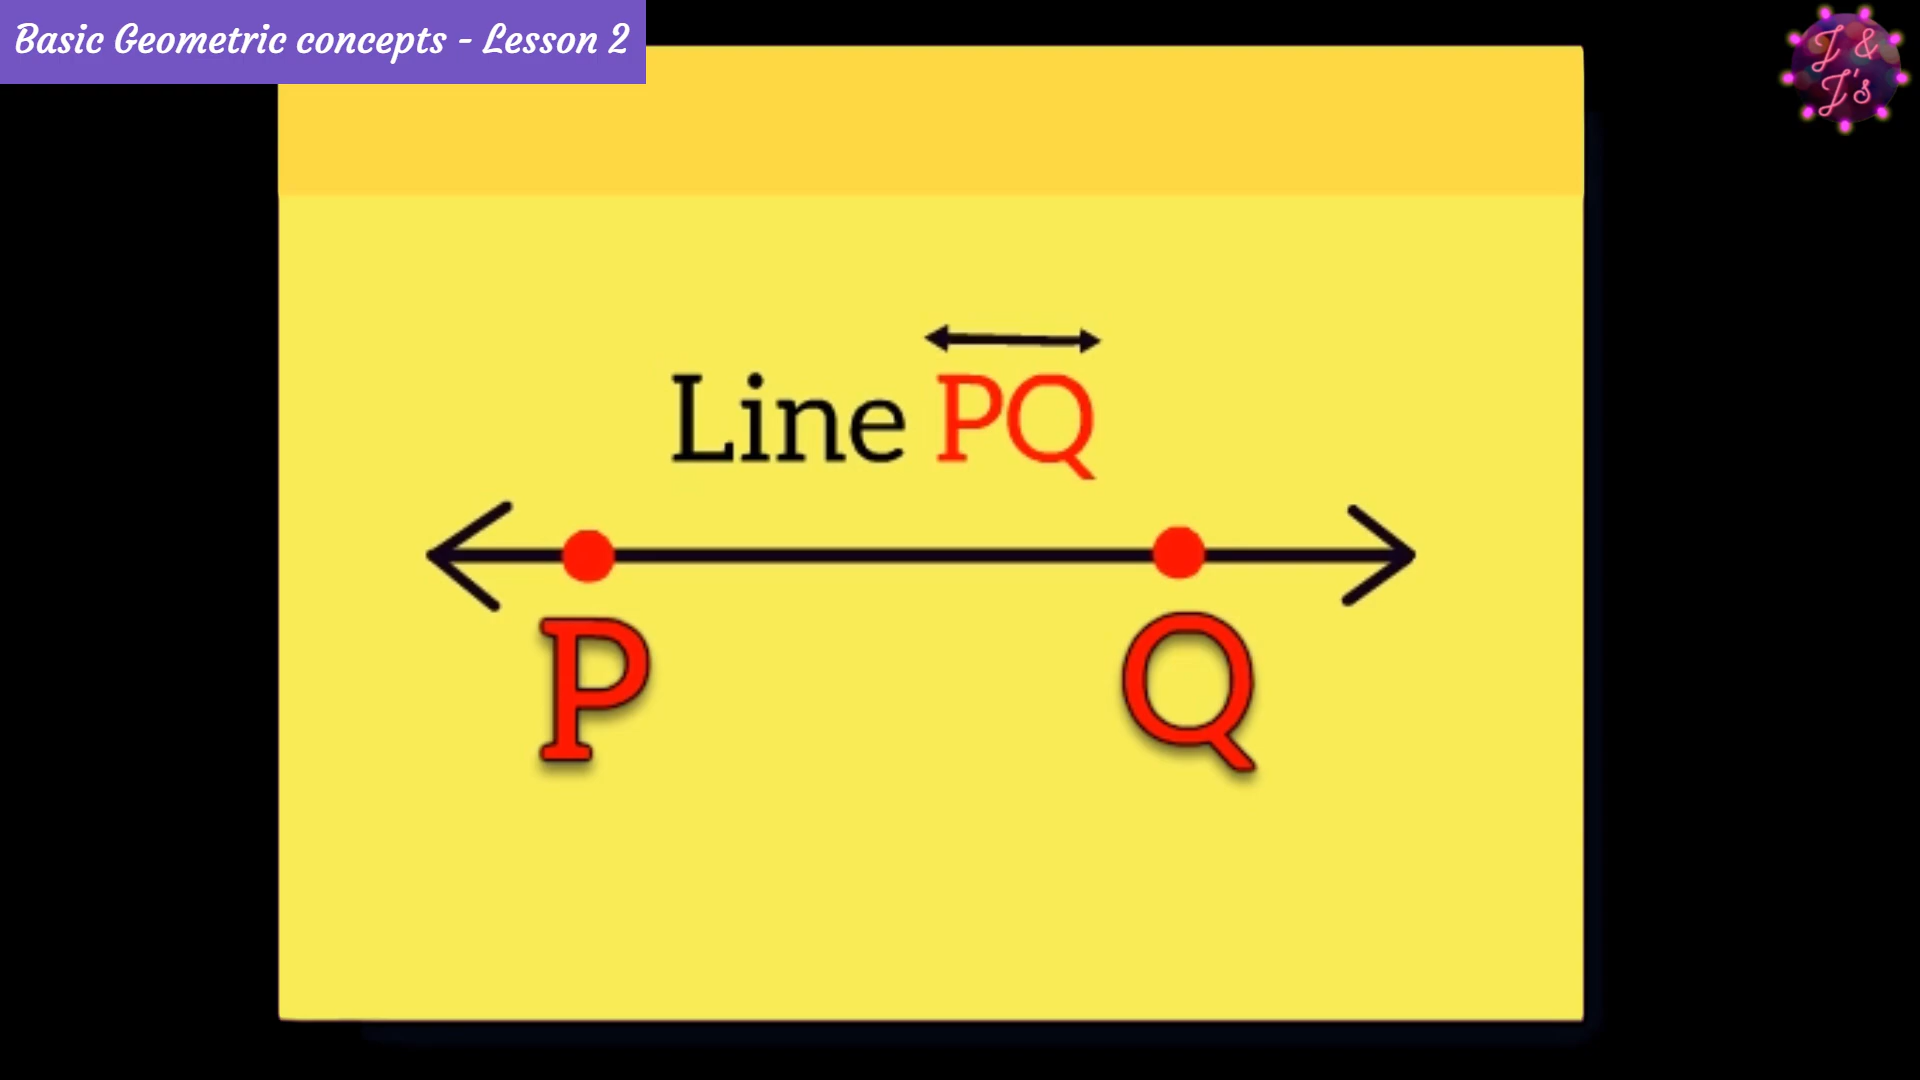 Basic Geometric concepts - Lesson 2
J &
J's
Line PQ
P
Q